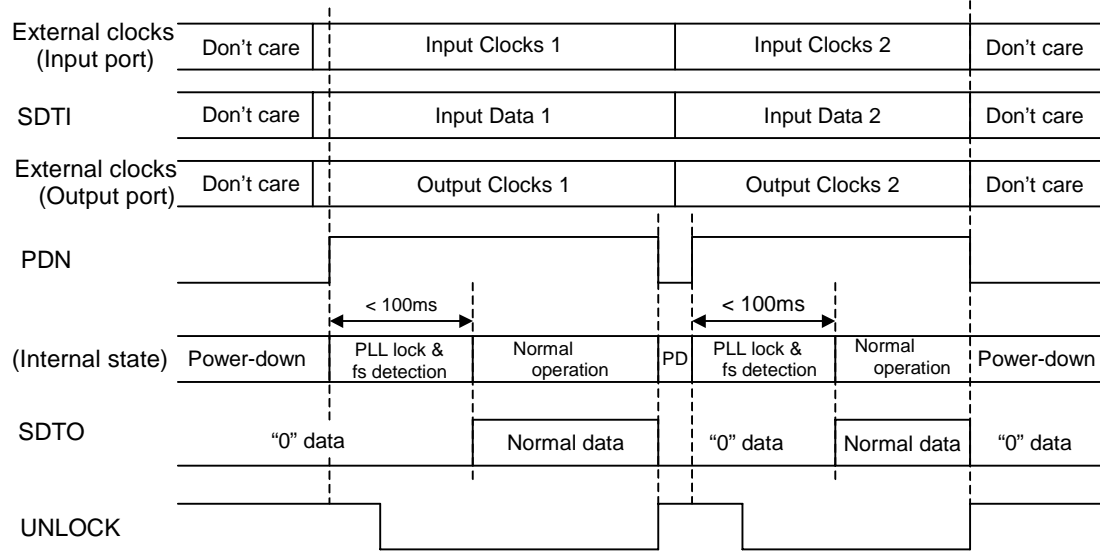 External clocks
(Input port)
Don’t care
Input Clocks 1
Input Clocks 2
Don’t care
SDTI
Don’t care
Input Data 1
Input Data 2
Don’t care
External clocks
(Output port)
Don’t care
Output Clocks 1
Output Clocks 2
Don’t care
PDN
< 100ms
< 100ms
(Internal state)
Power-down
PLL lock &
fs detection
Normal
operation
PD
PLL lock &
fs detection
Normal
operation
Power-down
SDTO
“0” data
Normal data
“0” data
Normal data
“0” data
UNLOCK